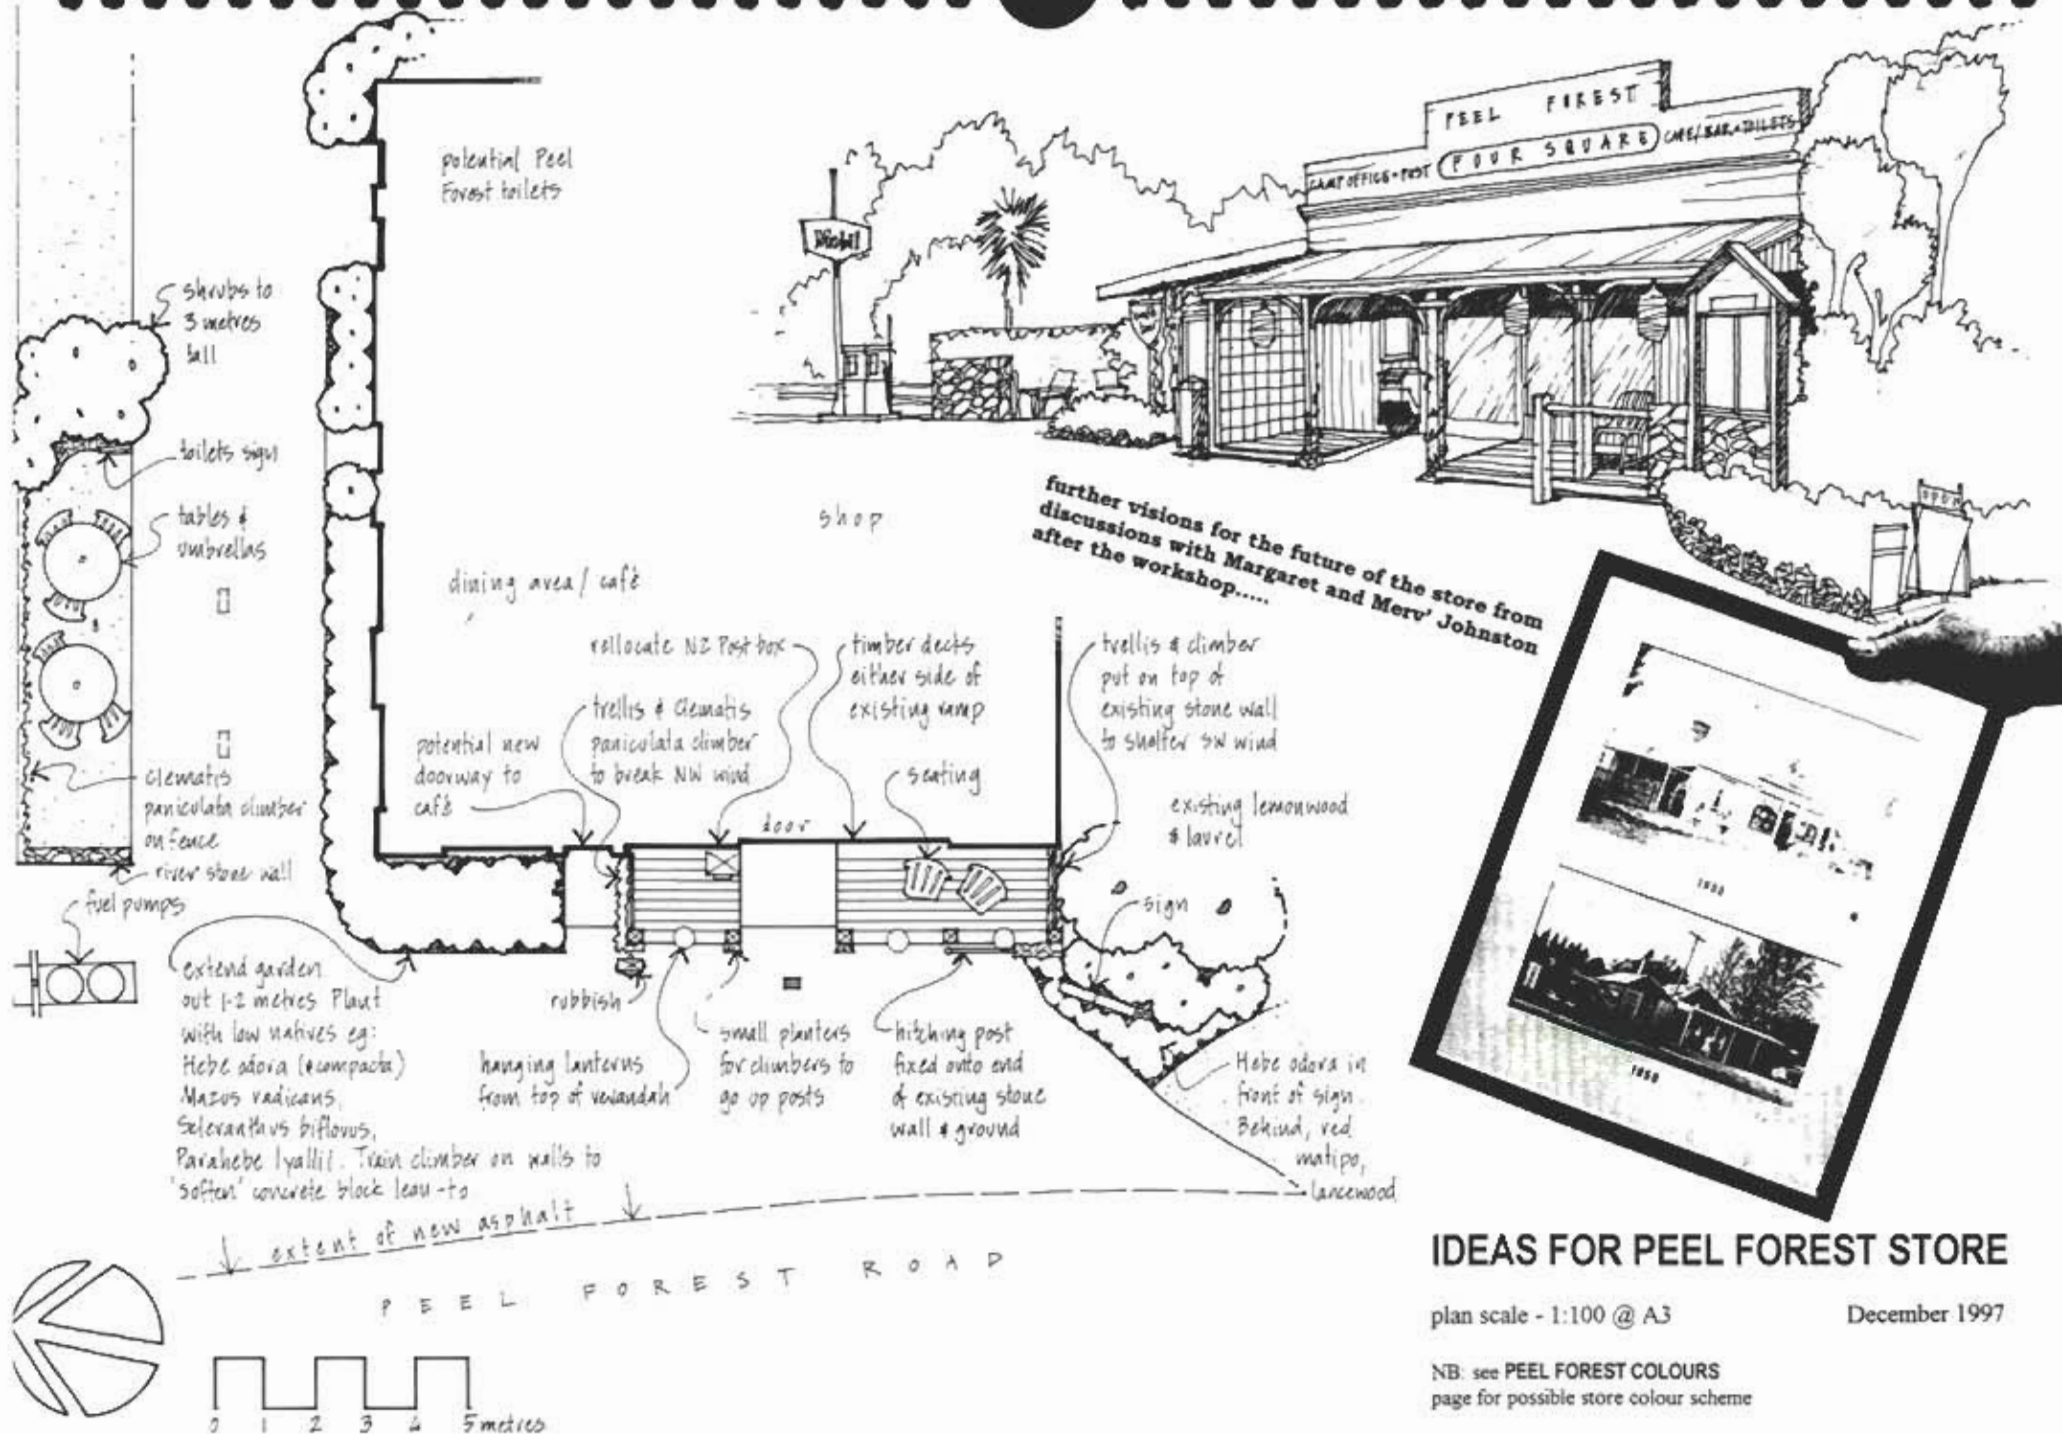 PEEL FOREST
CAMP OFFICE • POST
FOUR SQUARE
CAFE/BAR • TOILETS
Mobil
OPEN
potential Peel
Forest toilets
shrubs to
3 metres
tall
toilets sign
tables &
umbrellas
shop
dining area / café
further visions for the future of the store from
discussions with Margaret and Merv' Johnston
after the workshop.....
rellocate NZ Post box
timber decks
either side of
existing ramp
trellis & climber
put on top of
existing stone wall
to shelter SW wind
trellis & Clematis
paniculata climber
to break NW wind
potential new
doorway to
café
seating
door
existing lemonwood
& laurel
Clematis
paniculata climber
on fence
river stone wall
fuel pumps
sign
extend garden
out 1-2 metres Plant
with low natives eg:
Hebe odora (& compacta)
Mazus radicans,
Scleranthus biflorus,
Parahebe lyallii. Train climber on walls to
'soften' concrete block lean-to
rubbish
hanging lanterns
from top of verandah
small planters
for climbers to
go up posts
hitching post
fixed onto end
of existing stone
wall & ground
Hebe odora in
front of sign.
Behind, red
matipo,
lancewood
extent of new asphalt
PEEL FOREST ROAD
0 1 2 3 4 5 metres
IDEAS FOR PEEL FOREST STORE
plan scale - 1:100 @ A3
December 1997
NB: see PEEL FOREST COLOURS
page for possible store colour scheme